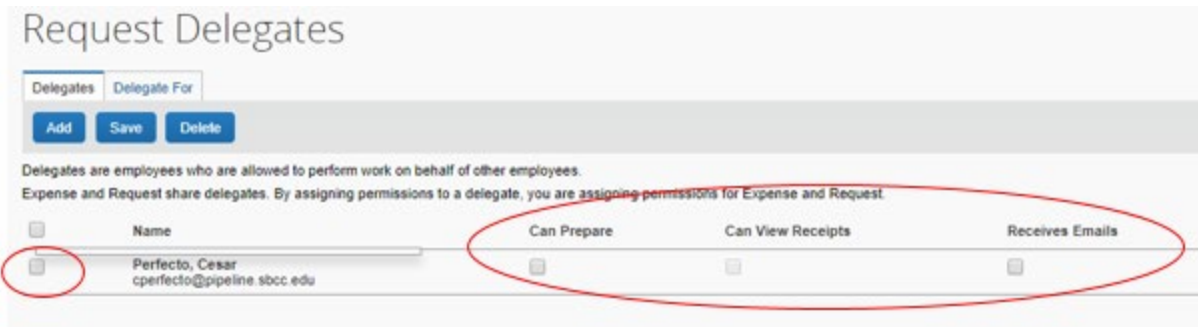 Request Delegates
Delegates Delegate For
Add Save Delete
Delegates are employees who are allowed to perform work on behalf of other employees.
Expense and Request share delegates. By assigning permissions to a delegate, you are assigning permissions for Expense and Request.
Name Can Prepare Can View Receipts Receives Emails
Perfecto, Cesar
cperfecto@pipeline.sbcc.edu